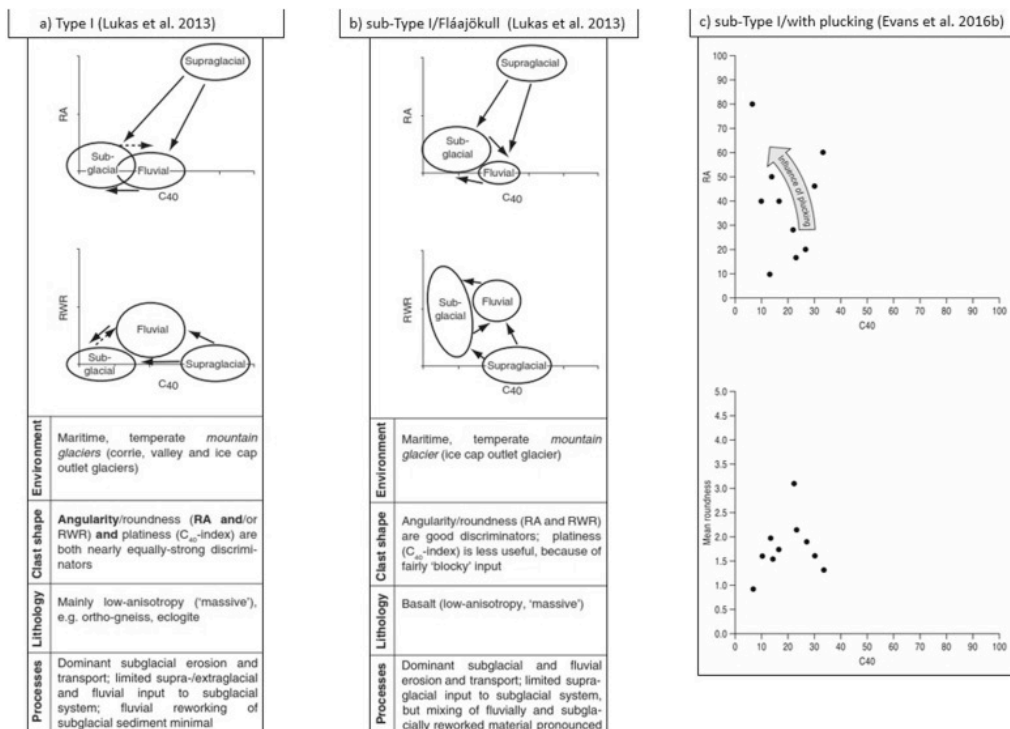 a) Type I (Lukas et al. 2013)
RA
Supraglacial
Sub-
glacial
Fluvial
C40
RWR
Fluvial
Sub-
glacial
Supraglacial
C40
Environment
Maritime, temperate mountain
glaciers (corrie, valley and ice cap
outlet glaciers)
Clast shape
Angularity/roundness (RA and/or
RWR) and platiness (C40-index) are
both nearly equally-strong discrimi-
nators
Lithology
Mainly low-anisotropy ('massive'),
e.g. ortho-gneiss, eclogite
Processes
Dominant subglacial erosion and
transport; limited supra-/extraglacial
and fluvial input to subglacial
system; fluvial reworking of
subglacial sediment minimal
b) sub-Type I/Fláajökull (Lukas et al. 2013)
RA
Supraglacial
Sub-
glacial
Fluvial
C40
RWR
Sub-
glacial
Fluvial
Supraglacial
C40
Environment
Maritime, temperate mountain
glacier (ice cap outlet glacier)
Clast shape
Angularity/roundness (RA and RWR)
are good discriminators; platiness
(C40-index) is less useful, because of
fairly 'blocky' input
Lithology
Basalt (low-anisotropy, 'massive')
Processes
Dominant subglacial and fluvial
erosion and transport; limited supra-
glacial input to subglacial system,
but mixing of fluvially and subgla-
cially reworked material pronounced
c) sub-Type I/with plucking (Evans et al. 2016b)
100
90
80
70
60
50
40
30
20
10
0
RA
Influence of plucking
0 10 20 30 40 50 60 70 80 90 100
C40
5.0
4.5
4.0
3.5
3.0
2.5
2.0
1.5
1.0
0.5
0.0
Mean roundness
0 10 20 30 40 50 60 70 80 90 100
C40